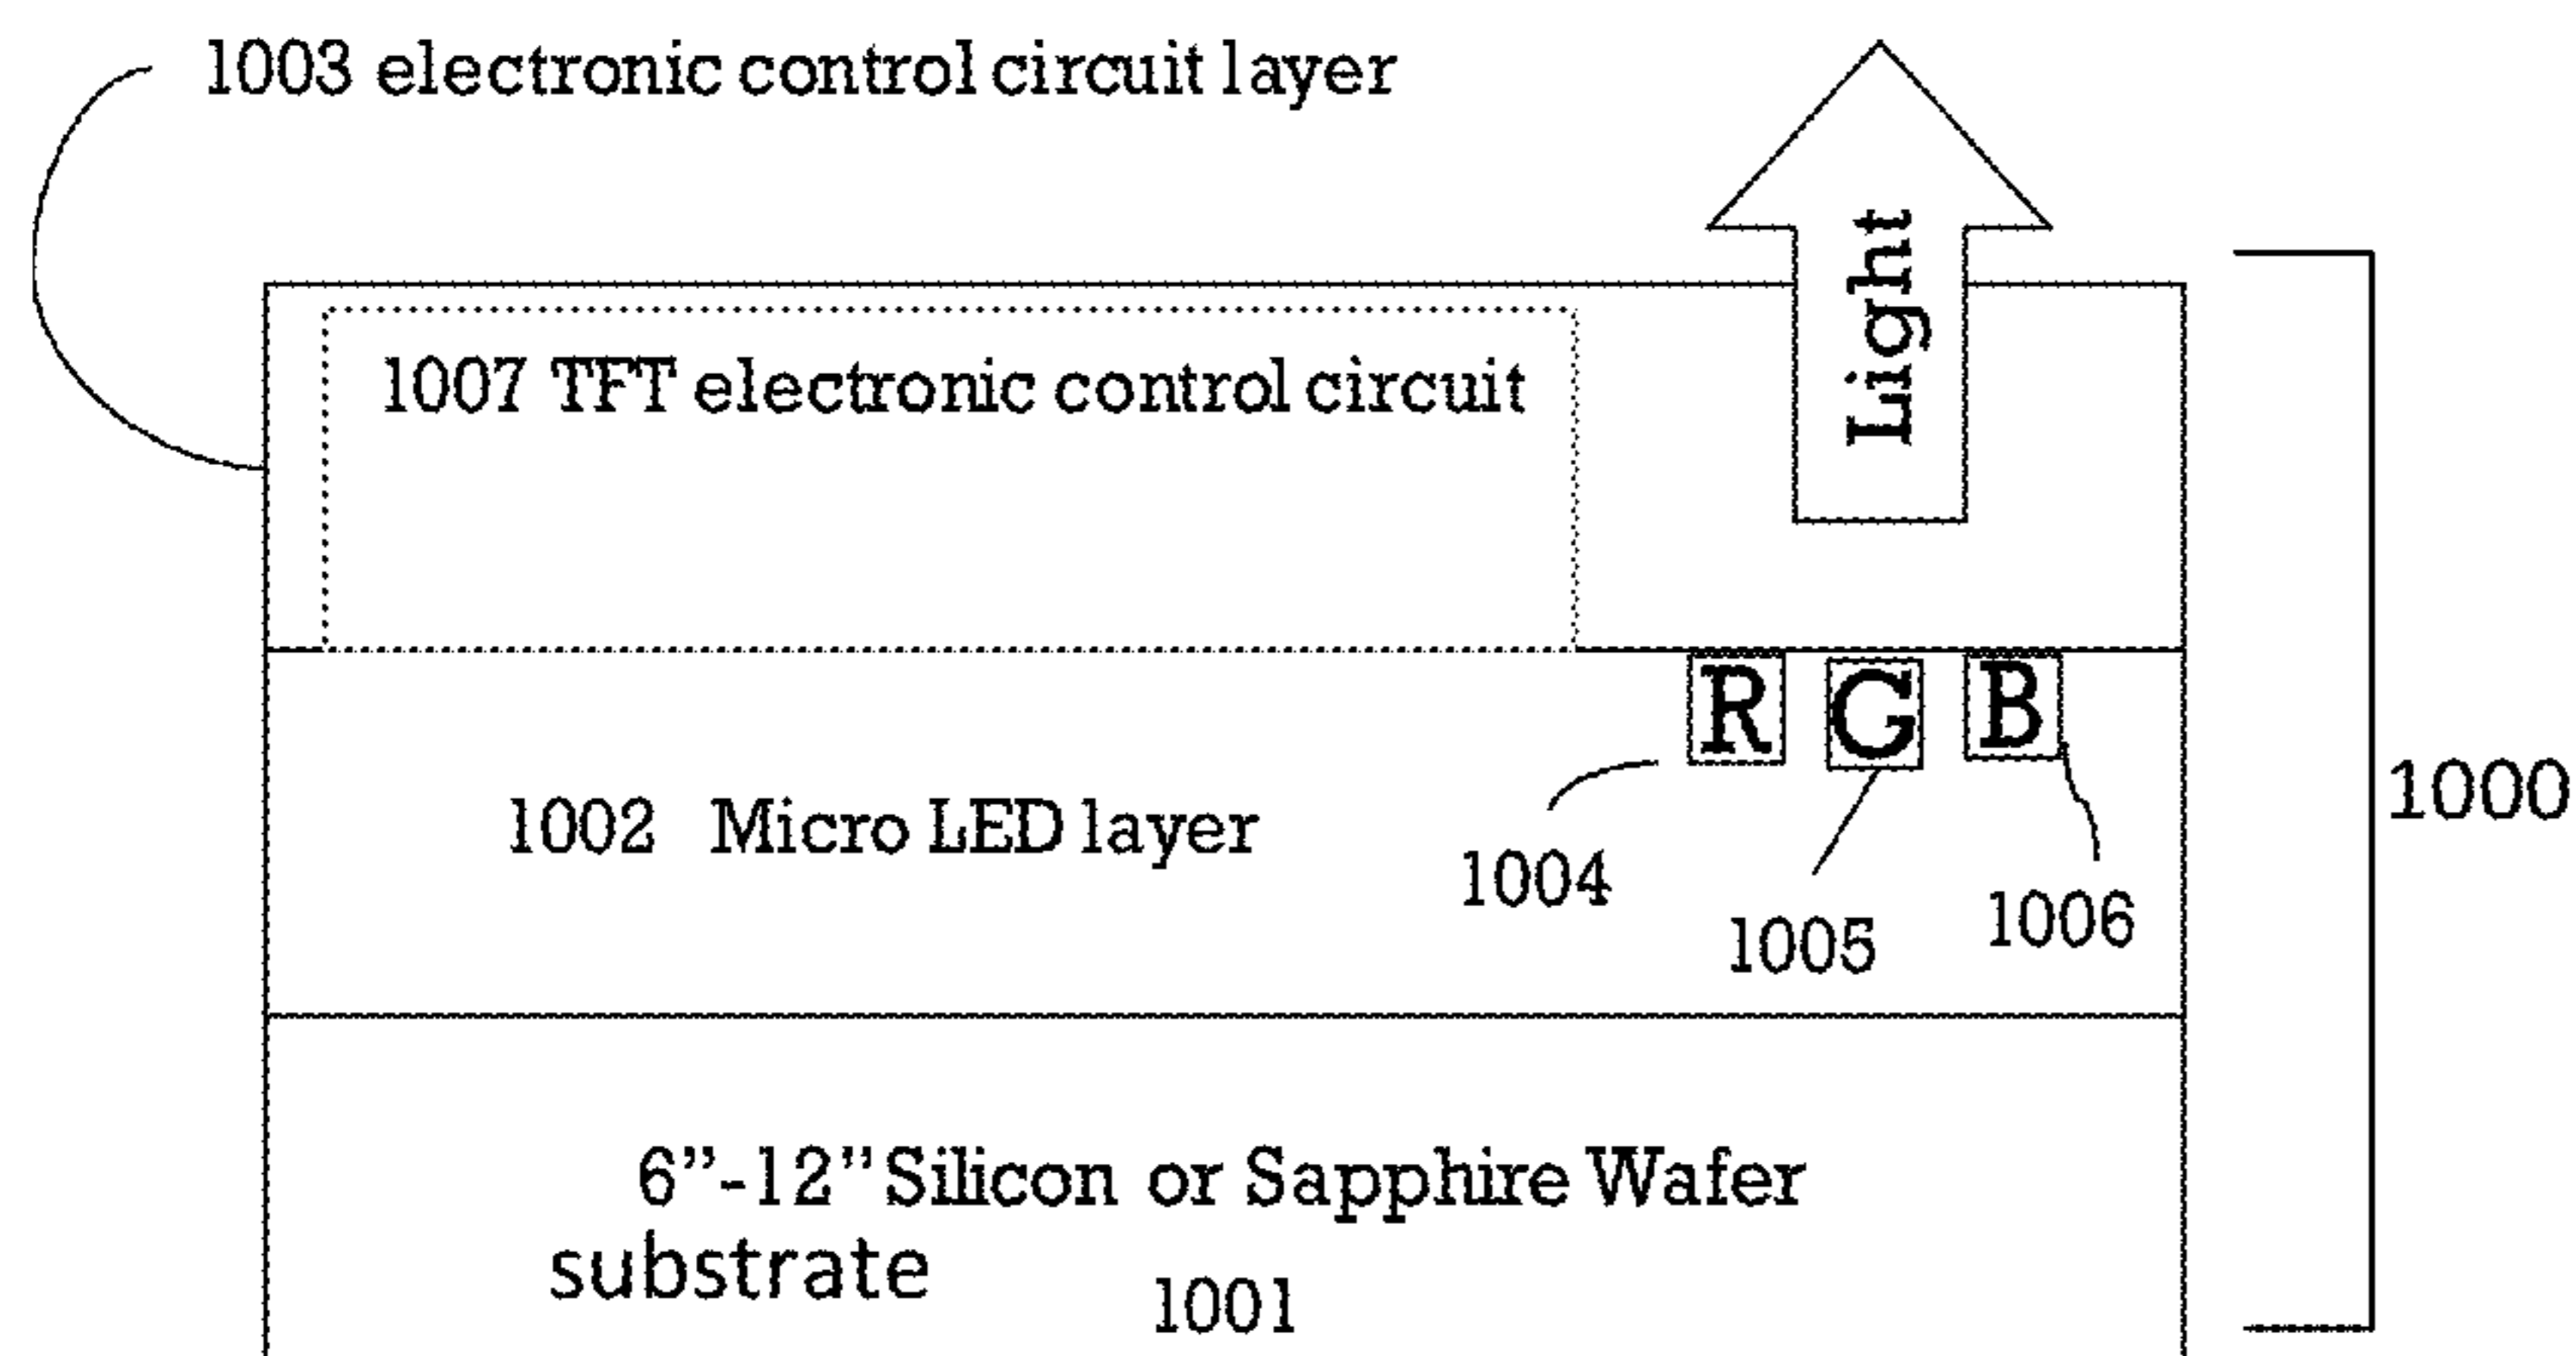 1003 electronic control circuit layer
Light
1007 TFT electronic control circuit
R G B
1000
1002 Micro LED layer
1004
1005
1006
6”-12” Silicon or Sapphire Wafer
substrate
1001